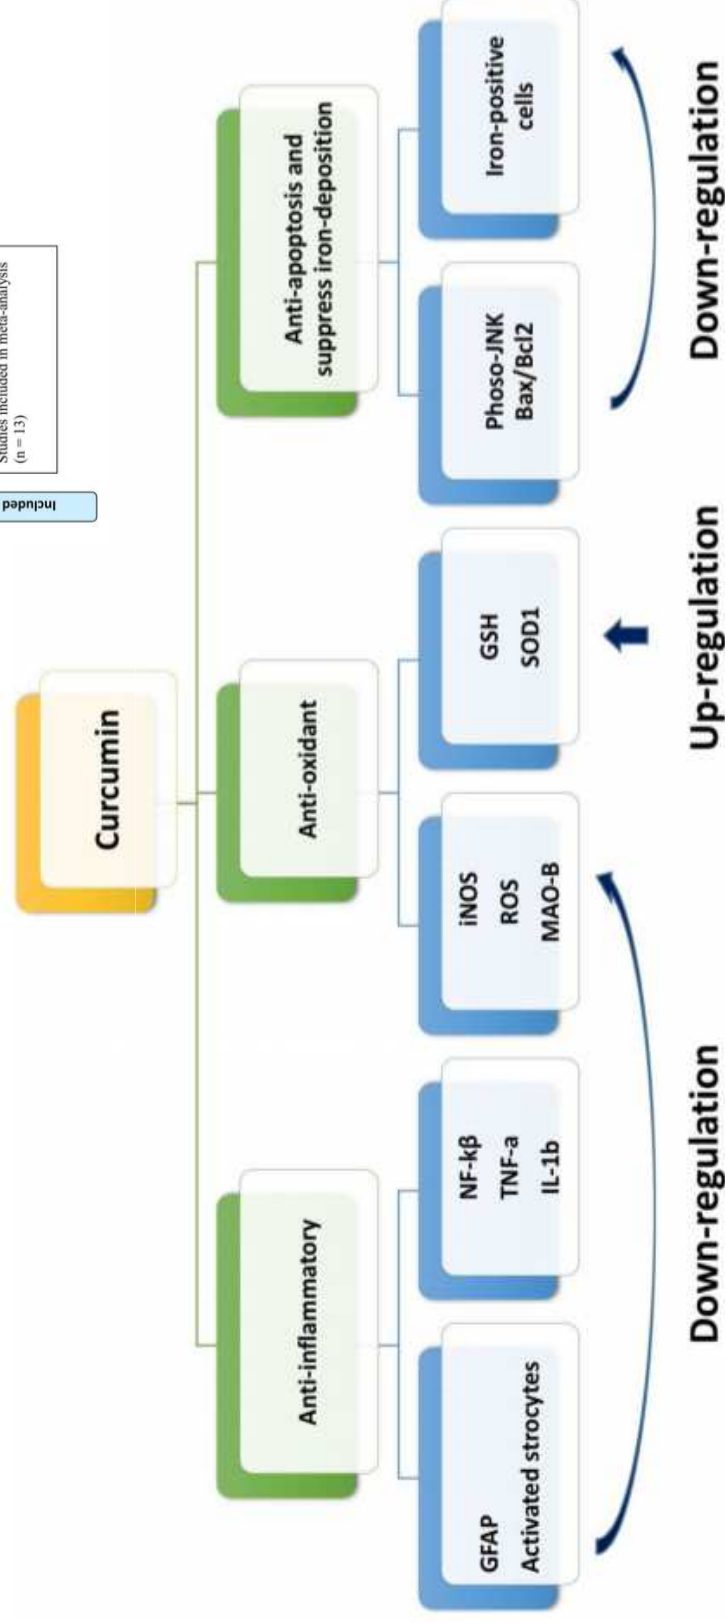 Studies included in meta-analysis
(n = 13)
Included
Curcumin
Anti-inflammatory
Anti-oxidant
Anti-apoptosis and
suppress iron-deposition
GFAP
Activated strocytes
NF-kβ
TNF-a
IL-1b
iNOS
ROS
MAO-B
GSH
SOD1
Phoso-JNK
Bax/Bcl2
Iron-positive
cells
Down-regulation
Up-regulation
Down-regulation